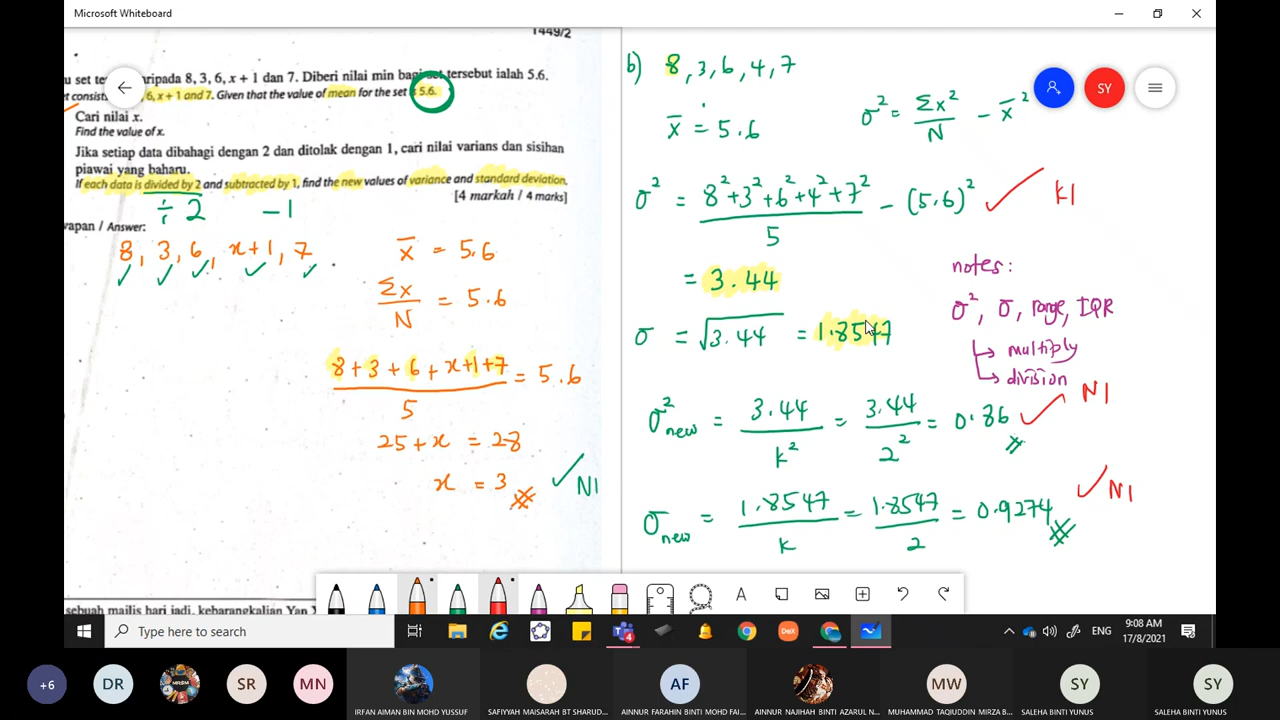 Microsoft Whiteboard
1449/2
u set te ripada 8, 3, 6, x + 1 dan 7. Diberi nilai min bagi set tersebut ialah 5.6.
t consist 6, x + 1 and 7. Given that the value of mean for the set 5.6.
Cari nilai x.
Find the value of x.
Jika setiap data dibahagi dengan 2 dan ditolak dengan 1, cari nilai varians dan sisihan
piawai yang baharu.
If each data is divided by 2 and subtracted by 1, find the new values of variance and standard deviation.
[4 markah / 4 marks]
÷ 2 −1
wapan / Answer:
8, 3, 6, x+1, 7
x̄ = 5.6
Σx/N = 5.6
(8+3+6+x+1+7)/5 = 5.6
25+x = 28
x = 3
N1
b) 8, 3, 6, 4, 7
x̄ = 5.6
σ² = Σx²/N − x̄²
σ² = (8²+3²+6²+4²+7²)/5 − (5.6)²
K1
= 3.44
σ = √3.44 = 1.8547
notes:
σ², σ, range, IQR
↳ multiply
↳ division
σ²new = 3.44/k² = 3.44/2² = 0.86
N1
σnew = 1.8547/k = 1.8547/2 = 0.9274
N1
SY
A
sebuah majlis hari jadi, kebarangkalian Yan
Type here to search
4
DeX
ENG
9:08 AM
17/8/2021
+6
DR
MRSM
SR
MN
AF
MW
SY
SY
IRFAN AIMAN BIN MOHD YUSSUF
SAFIYYAH MAISARAH BT SHARUD...
AINNUR FARAHIN BINTI MOHD FAI...
AINNUR NAJIHAH BINTI AZARUL N...
MUHAMMAD TAQIUDDIN MIRZA B...
SALEHA BINTI YUNUS
SALEHA BINTI YUNUS